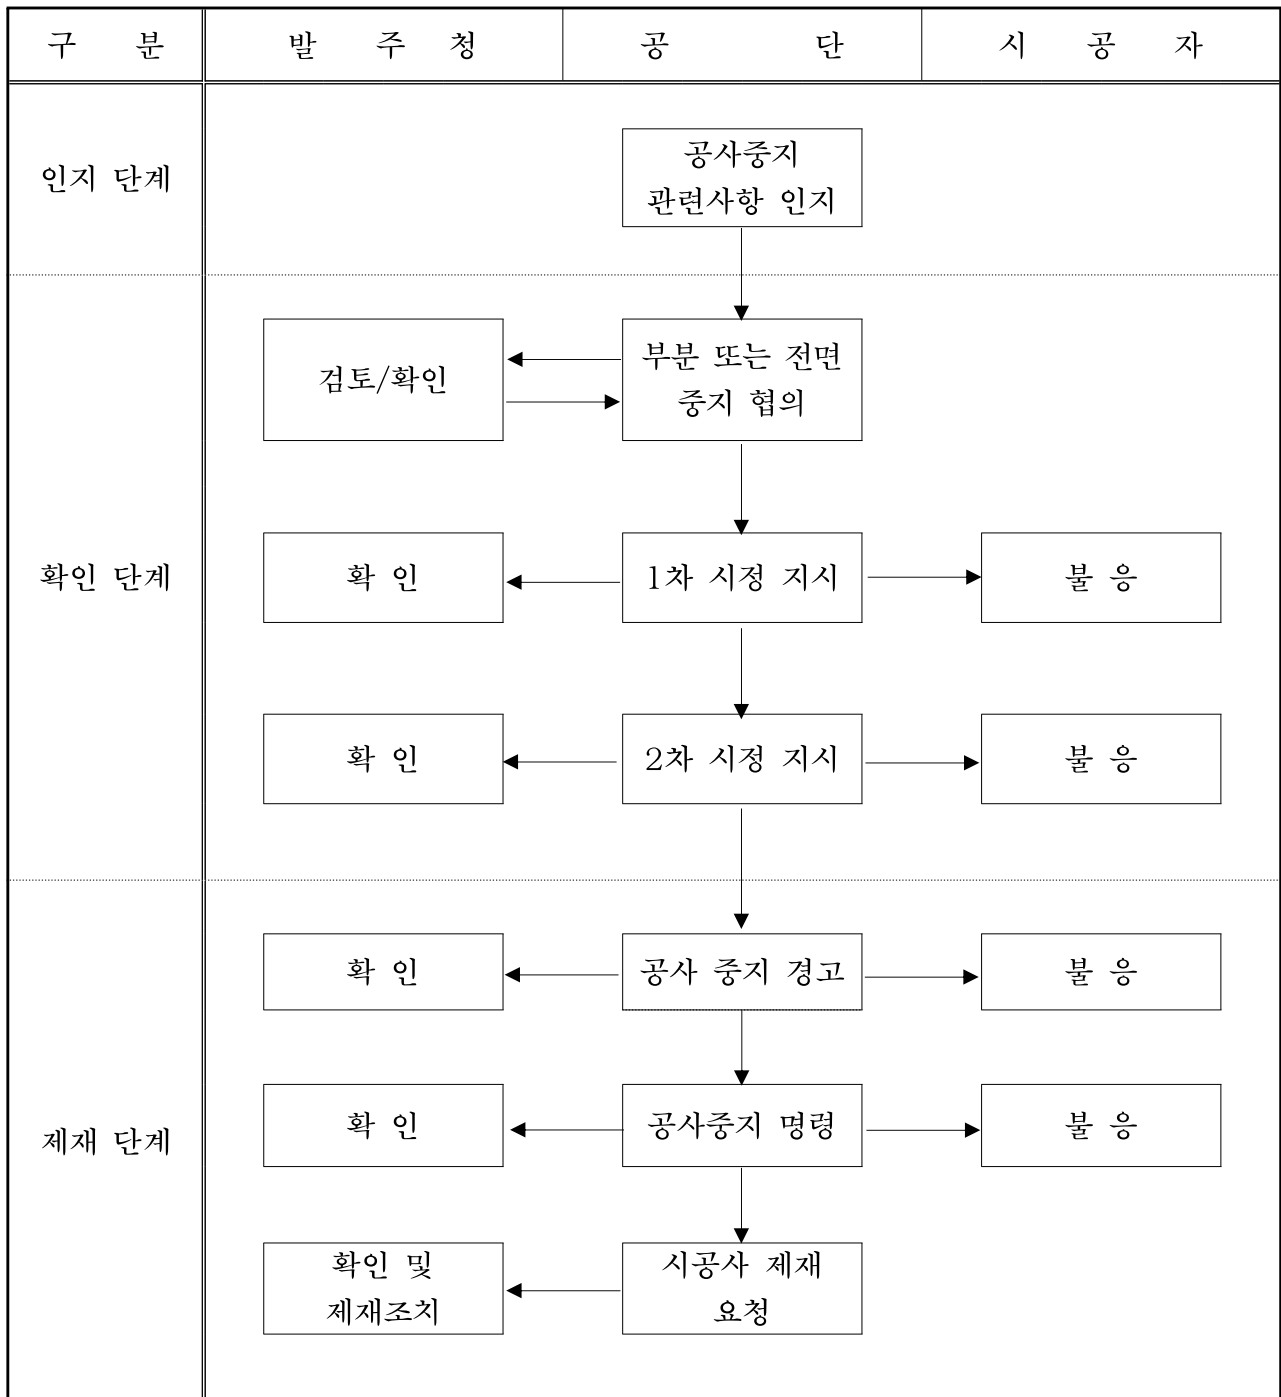 구 분 발 주 청 공 단 시 공 자
인지 단계
공사중지
관련사항 인지
검토/확인
부분 또는 전면
중지 협의
확인 단계
확 인
1차 시정 지시
불 응
확 인
2차 시정 지시
불 응
제재 단계
확 인
공사 중지 경고
불 응
확 인
공사중지 명령
불 응
확인 및
제재조치
시공사 제재
요청